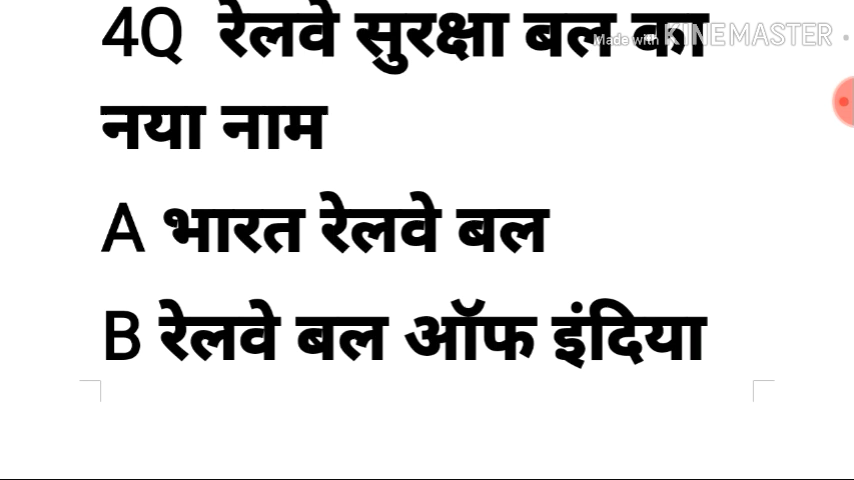 4Q रेलवे सुरक्षा बल का
Made with KINEMASTER
नया नाम
A भारत रेलवे बल
B रेलवे बल ऑफ इंदिया